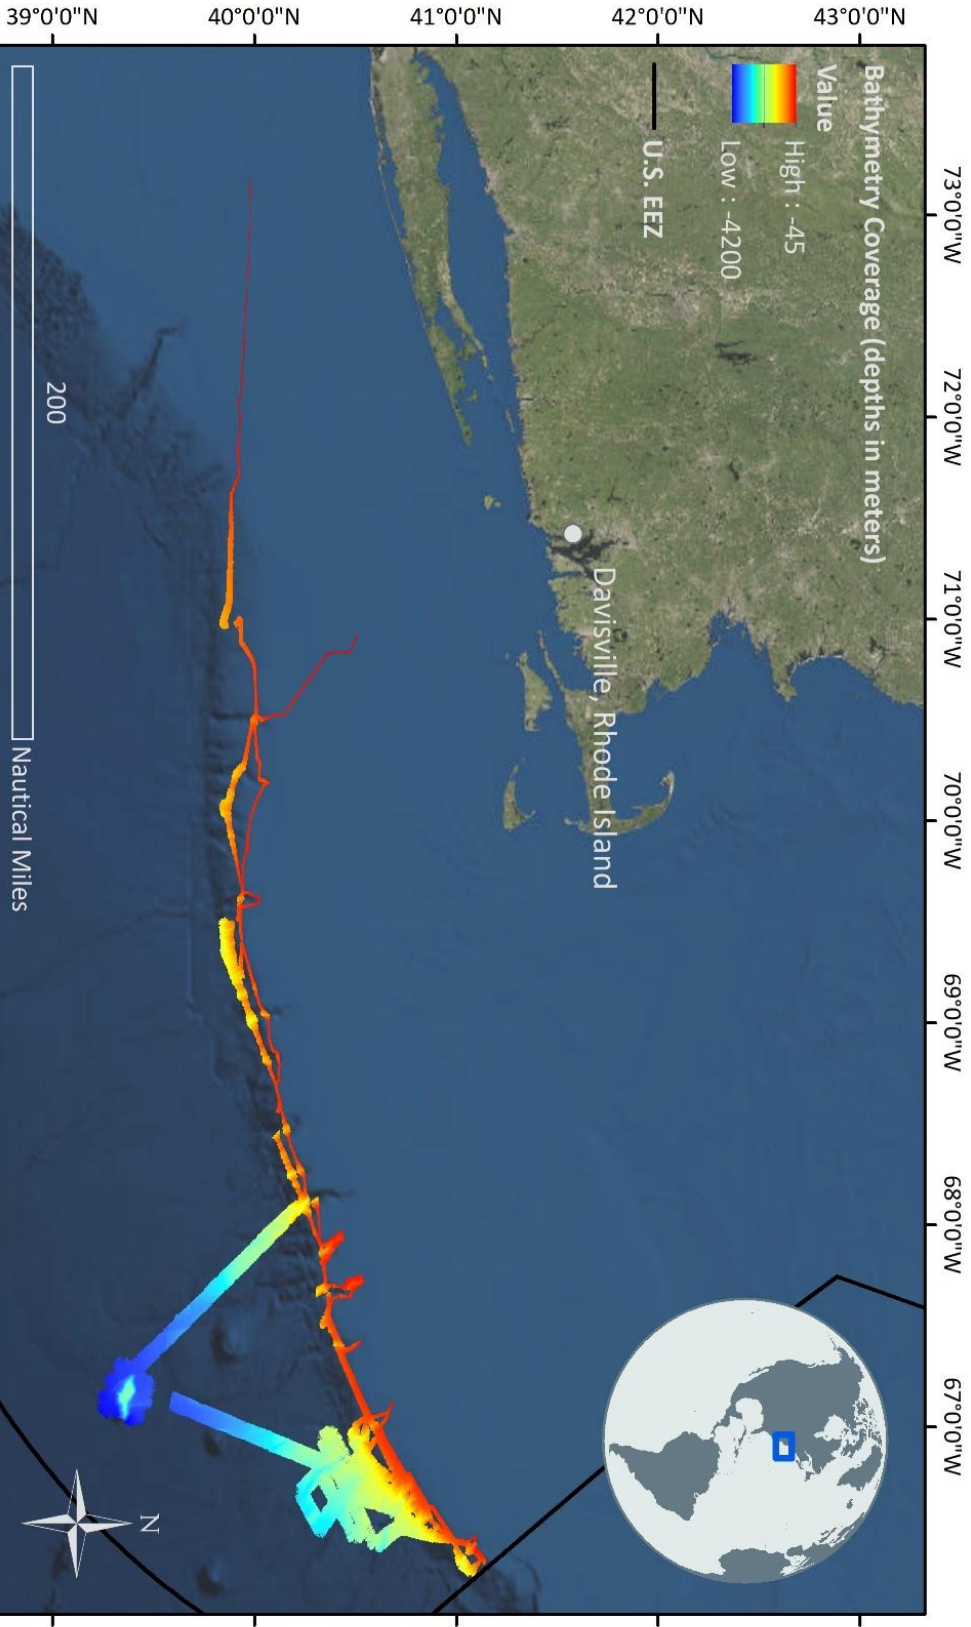 Bathymetry Coverage (depths in meters)
Value
High : -45
Low : -4200
U.S. EEZ
Davisville, Rhode Island
200
Nautical Miles
N
73°0'0"W
72°0'0"W
71°0'0"W
70°0'0"W
69°0'0"W
68°0'0"W
67°0'0"W
43°0'0"N
42°0'0"N
41°0'0"N
40°0'0"N
39°0'0"N